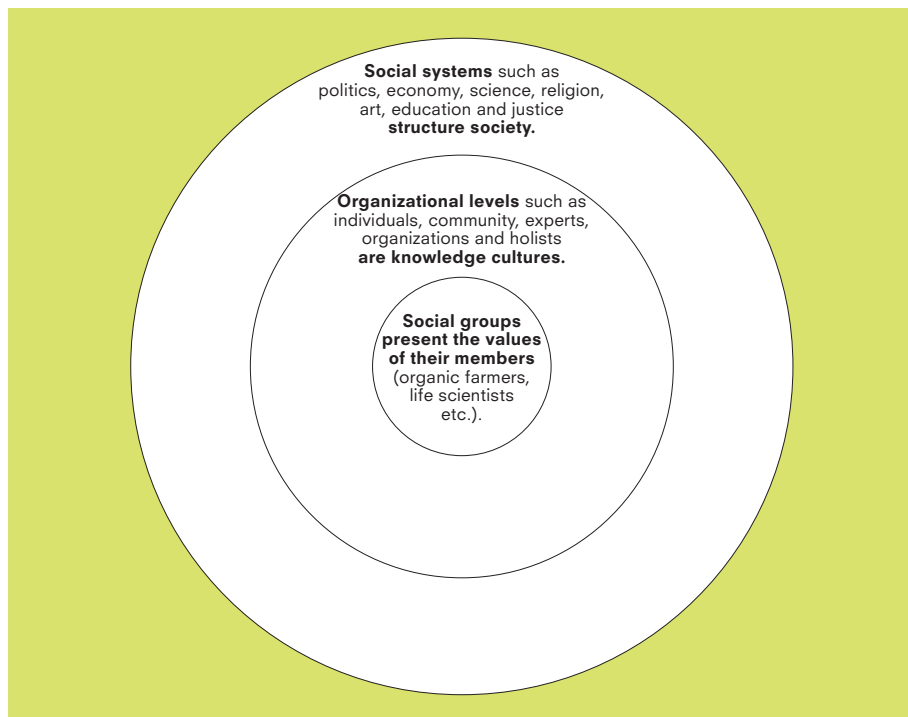 Social systems such as
politics, economy, science, religion,
art, education and justice
structure society.
Organizational levels such as
individuals, community, experts,
organizations and holists
are knowledge cultures.
Social groups
present the values
of their members
(organic farmers,
life scientists
etc.).